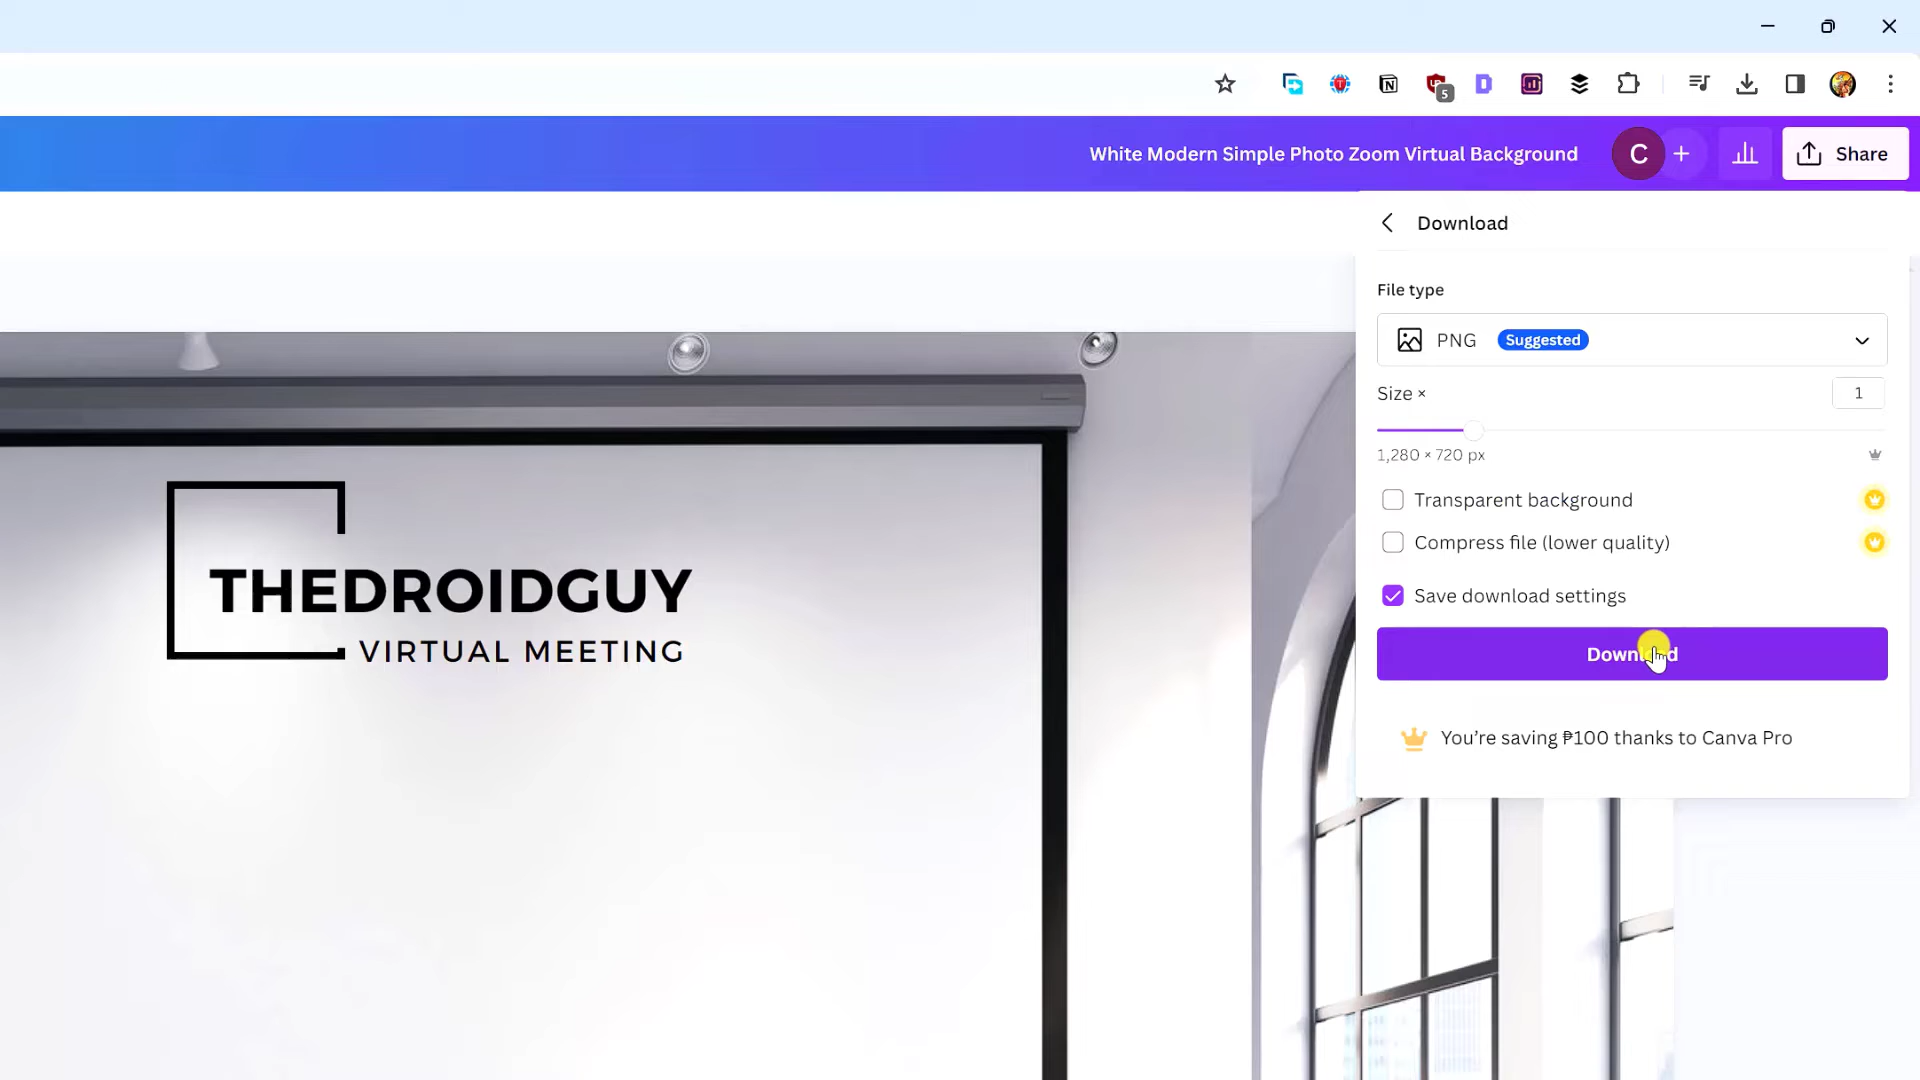 5
White Modern Simple Photo Zoom Virtual Background
C
+
Share
Download
File type
PNG
Suggested
Size ×
1
1,280 × 720 px
Transparent background
Compress file (lower quality)
Save download settings
Download
You're saving ₱100 thanks to Canva Pro
THEDROIDGUY
VIRTUAL MEETING